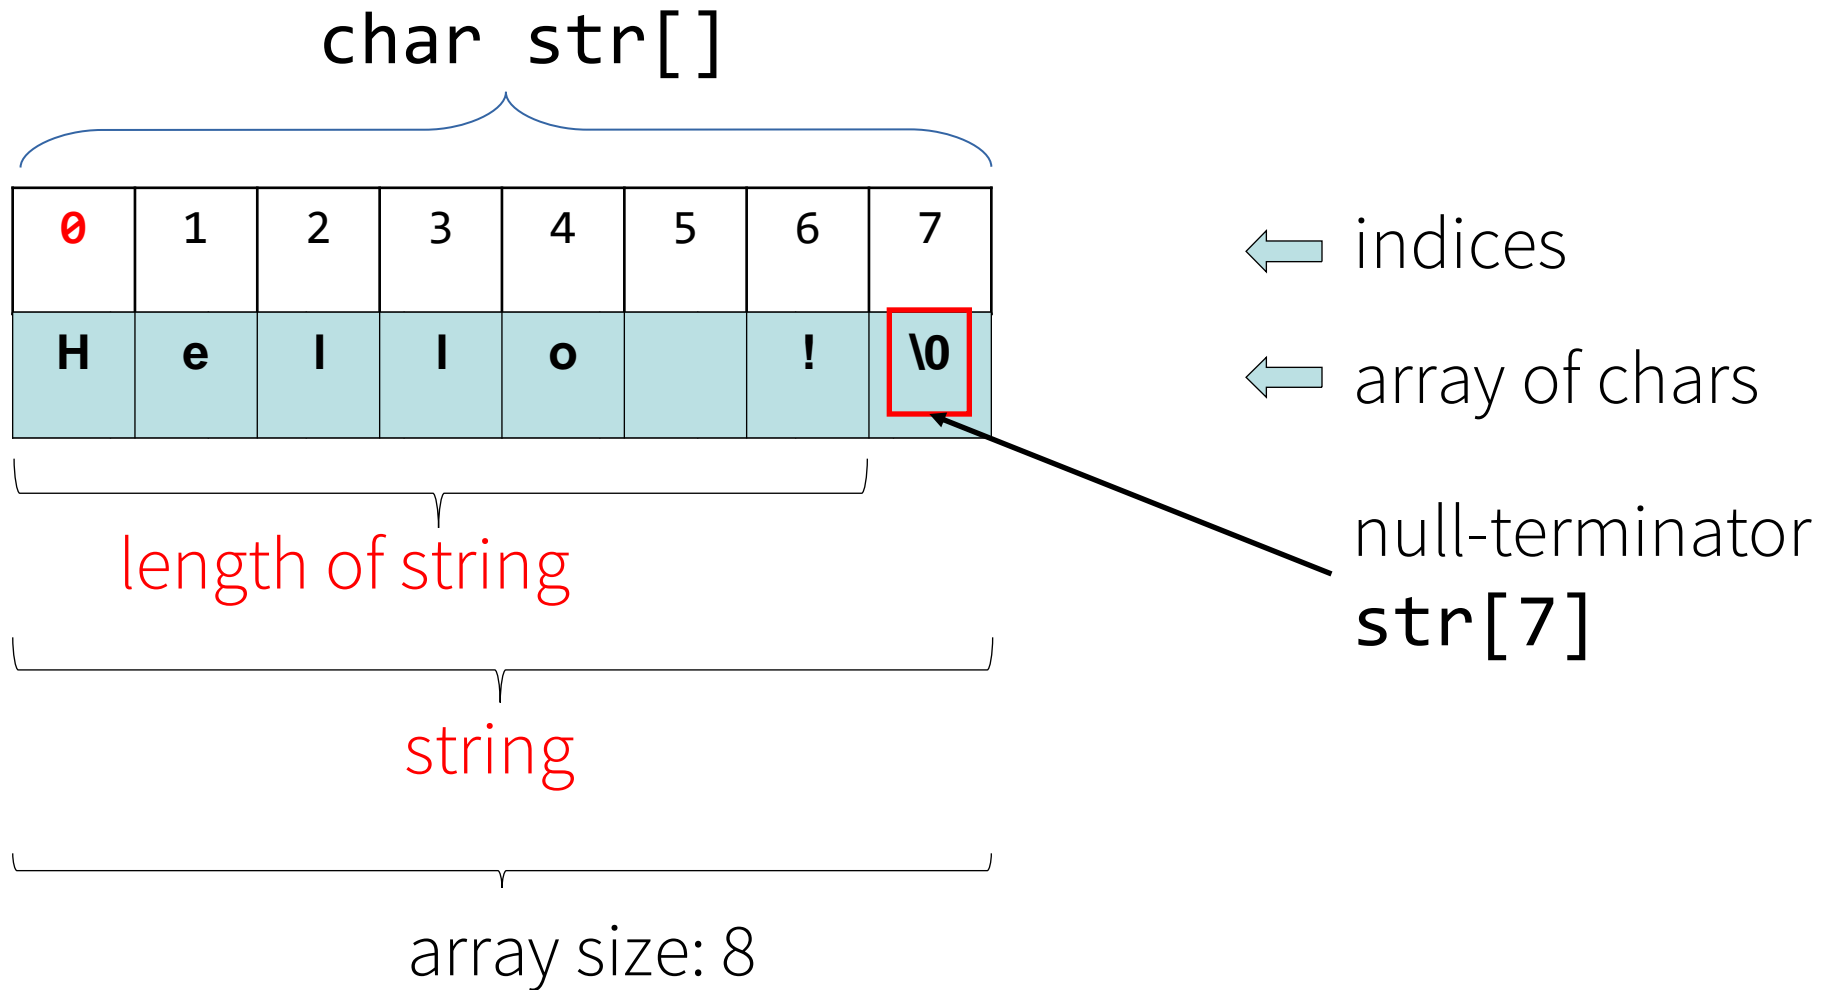 char str[]
0 1 2 3 4 5 6 7
indices
H e l l o ! \0
array of chars
length of string
null-terminator
str[7]
string
array size: 8